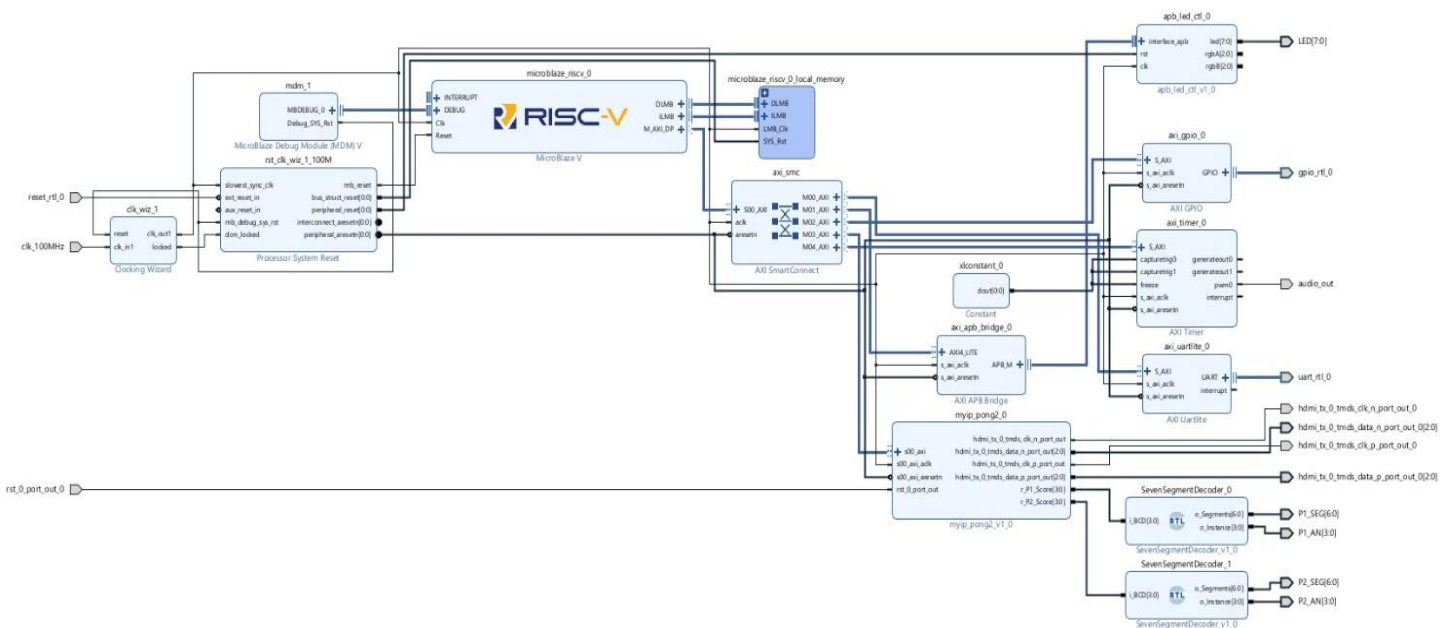 apb_led_ctl_0
interface_apb
rst
clk
led[7:0]
rgbA[2:0]
rgbB[2:0]
apb_led_ctl_v1_0
LED[7:0]
mdm_1
MBDEBUG_0
Debug_SYS_Rst
MicroBlaze Debug Module (MDM) V
microblaze_riscv_0
INTERRUPT
DEBUG
Clk
Reset
RISC-V
DLMB
ILMB
M_AXI_DP
MicroBlaze V
microblaze_riscv_0_local_memory
DLMB
ILMB
LMB_Clk
SYS_Rst
axi_gpio_0
S_AXI
s_axi_aclk
s_axi_aresetn
GPIO
AXI GPIO
gpio_rtl_0
rst_clk_wiz_1_100M
slowest_sync_clk
ext_reset_in
aux_reset_in
mb_debug_sys_rst
dcm_locked
mb_reset
bus_struct_reset[0:0]
peripheral_reset[0:0]
interconnect_aresetn[0:0]
peripheral_aresetn[0:0]
Processor System Reset
reset_rtl_0
clk_100MHz
clk_wiz_1
reset
clk_in1
clk_out1
locked
Clocking Wizard
axi_smc
S00_AXI
aclk
aresetn
M00_AXI
M01_AXI
M02_AXI
M03_AXI
M04_AXI
AXI SmartConnect
axi_timer_0
S_AXI
capturetrig0
capturetrig1
freeze
s_axi_aclk
s_axi_aresetn
generateout0
generateout1
pwm0
interrupt
AXI Timer
audio_out
xlconstant_0
dout[0:0]
Constant
axi_apb_bridge_0
AXI4_LITE
s_axi_aclk
s_axi_aresetn
APB_M
AXI APB Bridge
axi_uartlite_0
S_AXI
s_axi_aclk
s_axi_aresetn
UART
interrupt
AXI Uartlite
uart_rtl_0
myip_pong2_0
s00_axi
s00_axi_aclk
s00_axi_aresetn
rst_0_port_out
hdmi_tx_0_tmds_clk_n_port_out
hdmi_tx_0_tmds_data_n_port_out[2:0]
hdmi_tx_0_tmds_clk_p_port_out
hdmi_tx_0_tmds_data_p_port_out[2:0]
r_P1_Score[3:0]
r_P2_Score[3:0]
myip_pong2_v1_0
rst_0_port_out_0
hdmi_tx_0_tmds_clk_n_port_out_0
hdmi_tx_0_tmds_data_n_port_out_0[2:0]
hdmi_tx_0_tmds_clk_p_port_out_0
hdmi_tx_0_tmds_data_p_port_out_0[2:0]
SevenSegmentDecoder_0
i_BCD[3:0]
RTL
o_Segments[6:0]
o_Instance[3:0]
SevenSegmentDecoder_v1_0
P1_SEG[6:0]
P1_AN[3:0]
SevenSegmentDecoder_1
i_BCD[3:0]
RTL
o_Segments[6:0]
o_Instance[3:0]
SevenSegmentDecoder_v1_0
P2_SEG[6:0]
P2_AN[3:0]